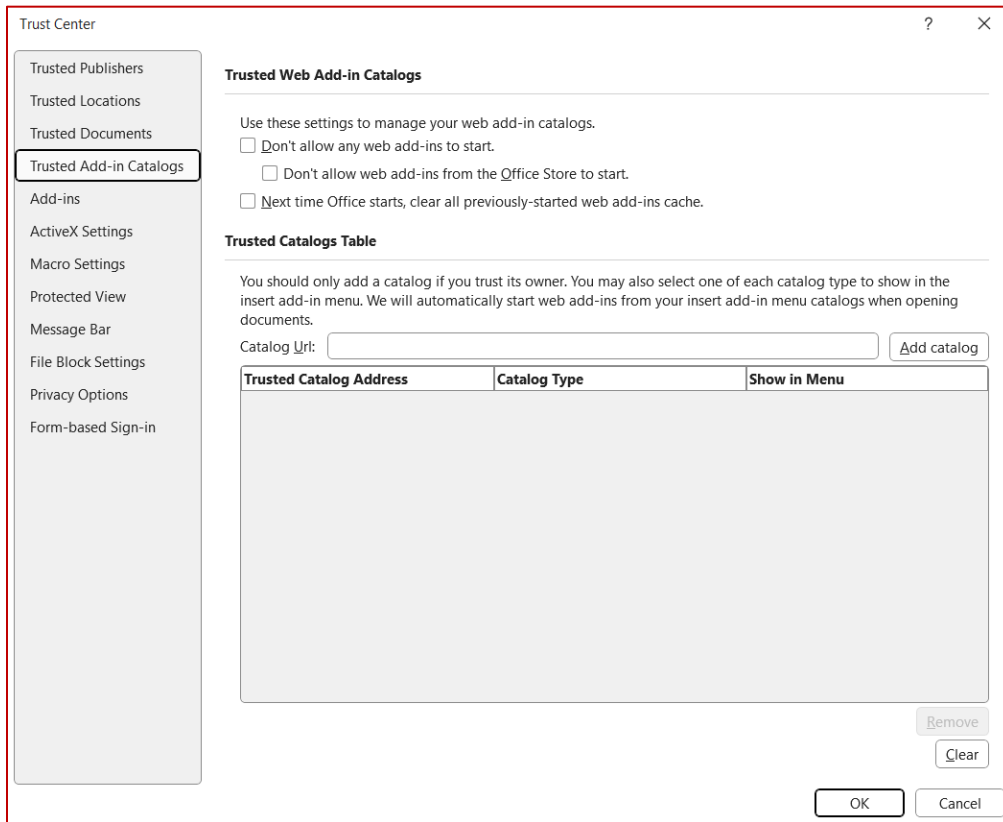 Trust Center
?
Trusted Publishers
Trusted Locations
Trusted Documents
Trusted Add-in Catalogs
Add-ins
ActiveX Settings
Macro Settings
Protected View
Message Bar
File Block Settings
Privacy Options
Form-based Sign-in
Trusted Web Add-in Catalogs
Use these settings to manage your web add-in catalogs.
Don't allow any web add-ins to start.
Don't allow web add-ins from the Office Store to start.
Next time Office starts, clear all previously-started web add-ins cache.
Trusted Catalogs Table
You should only add a catalog if you trust its owner. You may also select one of each catalog type to show in the
insert add-in menu. We will automatically start web add-ins from your insert add-in menu catalogs when opening
documents.
Catalog Url:
Add catalog
Trusted Catalog Address Catalog Type Show in Menu
Remove
Clear
OK Cancel